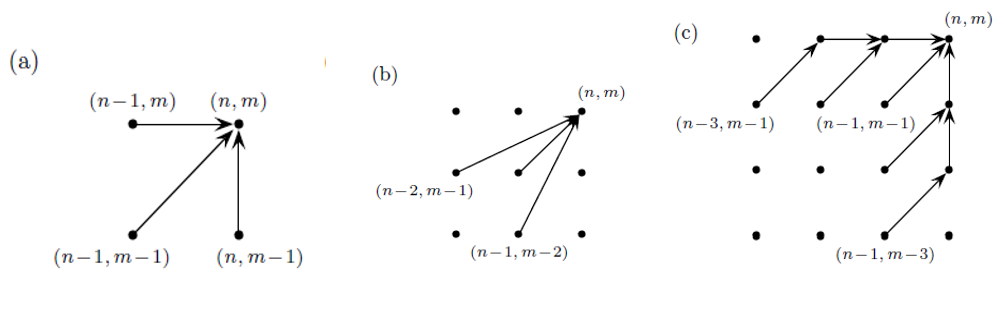 (a)
(n−1, m)
(n, m)
(n−1, m−1)
(n, m−1)
(b)
(n, m)
(n−2, m−1)
(n−1, m−2)
(c)
(n, m)
(n−3, m−1)
(n−1, m−1)
(n−1, m−3)